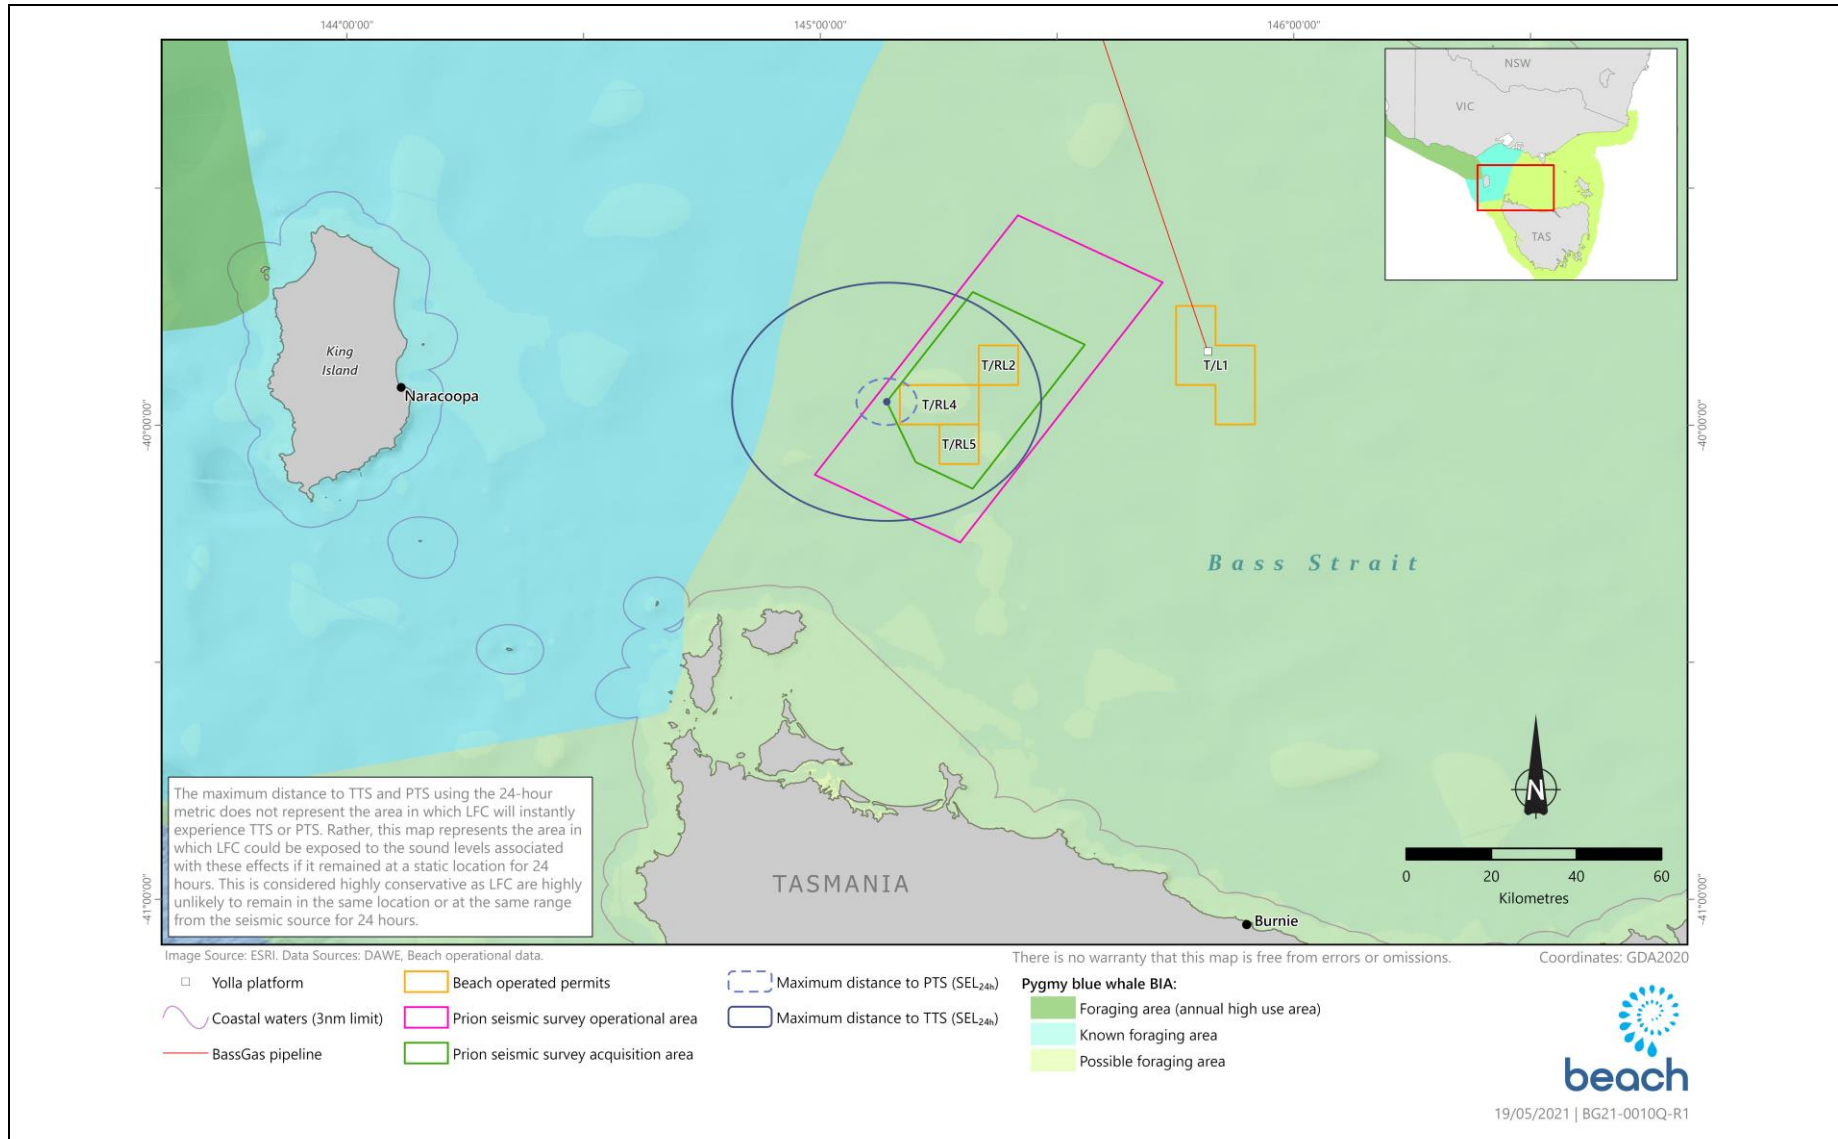 144°00'00"
145°00'00"
146°00'00"
NSW
VIC
TAS
King
Island
Naracoopa
T/RL2
T/L1
T/RL4
T/RL5
-40°00'00"
-40°00'00"
Bass Strait
N
The maximum distance to TTS and PTS using the 24-hour
metric does not represent the area in which LFC will instantly
experience TTS or PTS. Rather, this map represents the area in
which LFC could be exposed to the sound levels associated
with these effects if it remained at a static location for 24
hours. This is considered highly conservative as LFC are highly
unlikely to remain in the same location or at the same range
from the seismic source for 24 hours.
TASMANIA
0 20 40 60
Kilometres
-41°00'00"
-41°00'00"
Burnie
Image Source: ESRI. Data Sources: DAWE, Beach operational data.
There is no warranty that this map is free from errors or omissions.
Coordinates: GDA2020
Yolla platform
Coastal waters (3nm limit)
BassGas pipeline
Beach operated permits
Prion seismic survey operational area
Prion seismic survey acquisition area
Maximum distance to PTS (SEL24h)
Maximum distance to TTS (SEL24h)
Pygmy blue whale BIA:
Foraging area (annual high use area)
Known foraging area
Possible foraging area
beach
19/05/2021 | BG21-0010Q-R1